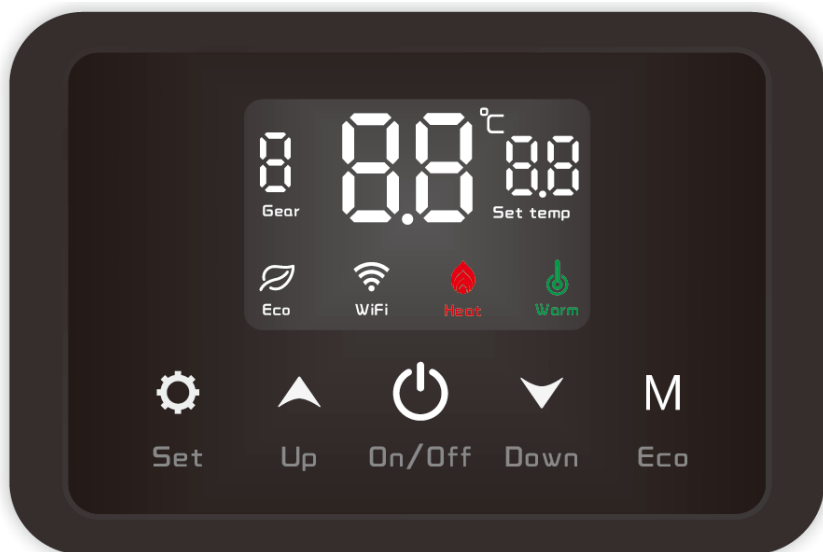 8 8.8 °C 8.8
Gear Set temp
Eco WiFi Heat Warm
M
Set Up On/Off Down Eco